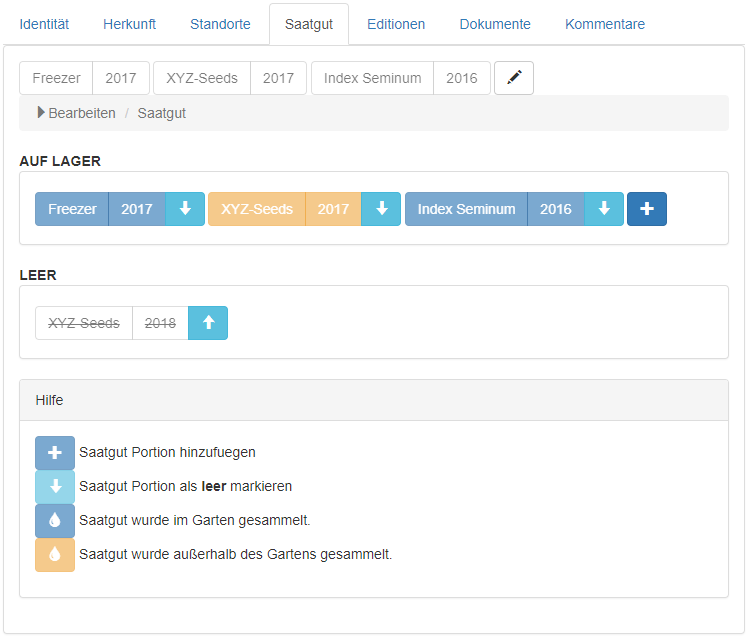 Identität Herkunft Standorte Saatgut Editionen Dokumente Kommentare
Freezer 2017 XYZ-Seeds 2017 Index Seminum 2016
Bearbeiten / Saatgut
AUF LAGER
Freezer 2017 XYZ-Seeds 2017 Index Seminum 2016
LEER
XYZ-Seeds 2018
Hilfe
Saatgut Portion hinzufuegen
Saatgut Portion als leer markieren
Saatgut wurde im Garten gesammelt.
Saatgut wurde außerhalb des Gartens gesammelt.